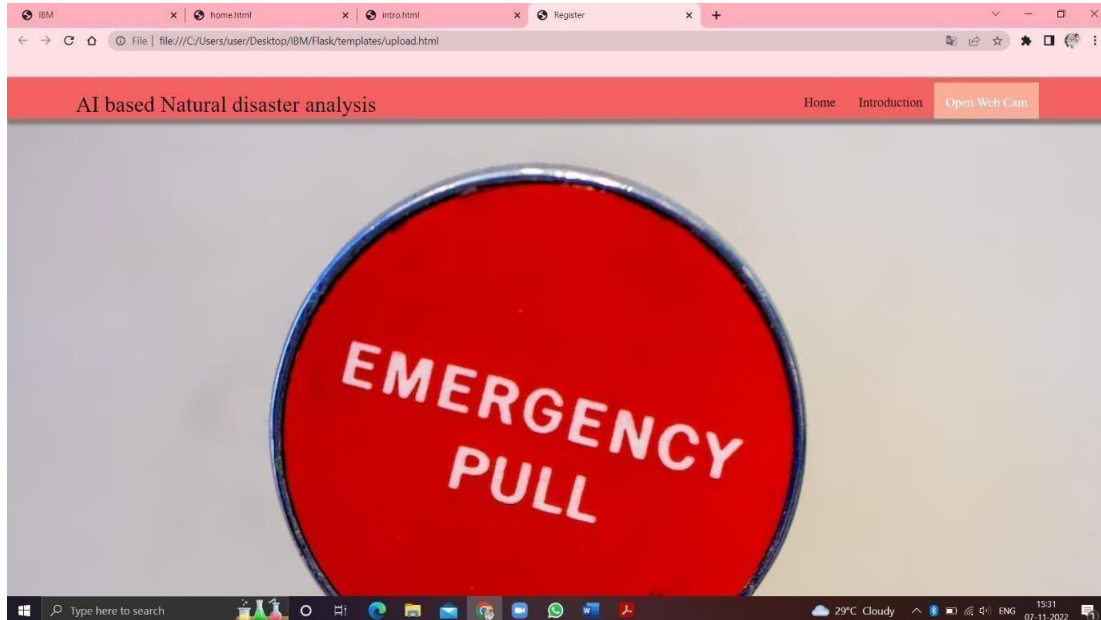 IBM
home.html
intro.html
Register
File | file:///C:/Users/user/Desktop/IBM/Flask/templates/upload.html
AI based Natural disaster analysis
Home Introduction Open Web Cam
EMERGENCY
PULL
Type here to search
29°C Cloudy
ENG
15:31
07-11-2022